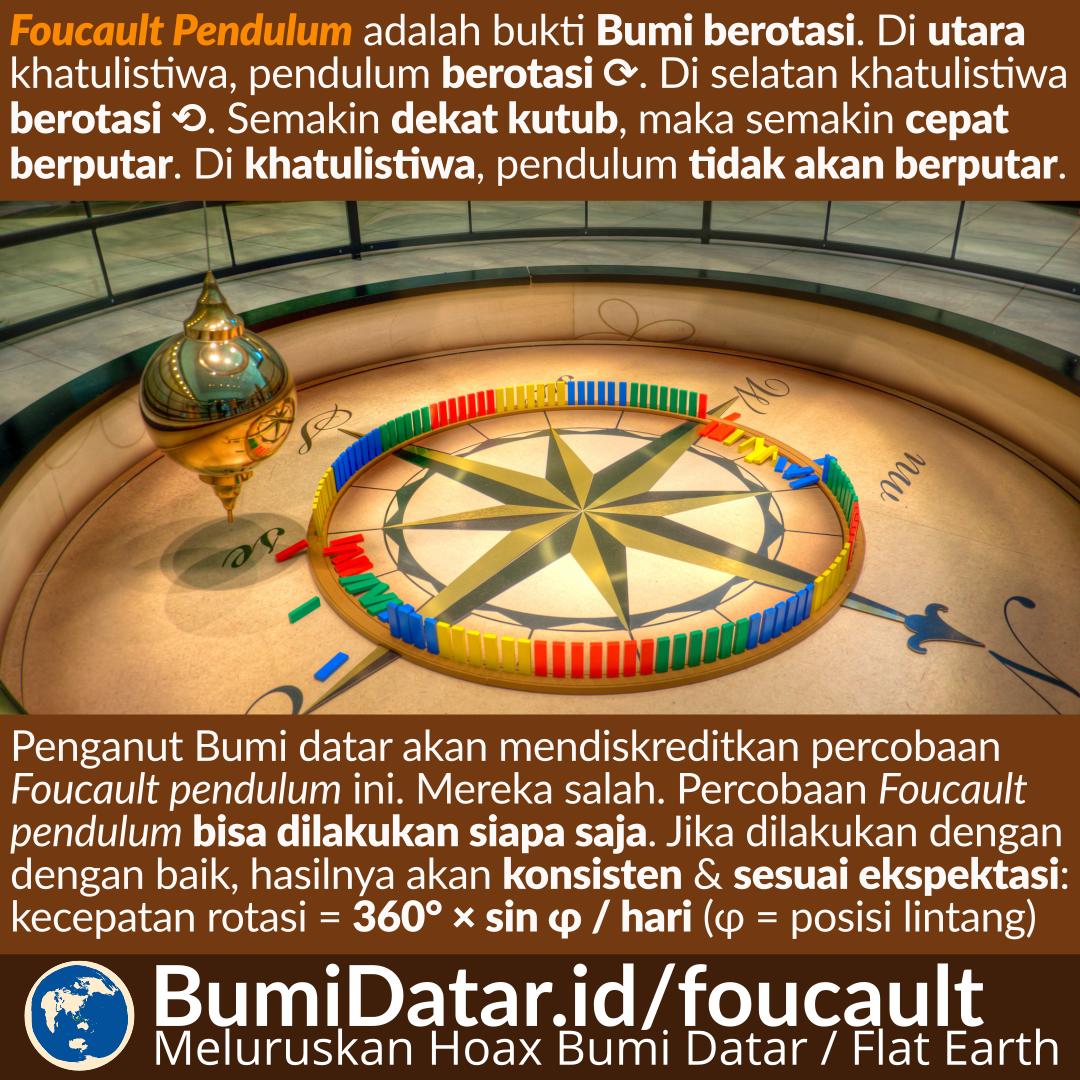 Foucault Pendulum adalah bukti Bumi berotasi. Di utara
khatulistiwa, pendulum berotasi ⟳. Di selatan khatulistiwa
berotasi ⟲. Semakin dekat kutub, maka semakin cepat
berputar. Di khatulistiwa, pendulum tidak akan berputar.
se
W
nw
N
Penganut Bumi datar akan mendiskreditkan percobaan
Foucault pendulum ini. Mereka salah. Percobaan Foucault
pendulum bisa dilakukan siapa saja. Jika dilakukan dengan
dengan baik, hasilnya akan konsisten & sesuai ekspektasi:
kecepatan rotasi = 360° × sin φ / hari (φ = posisi lintang)
BumiDatar.id/foucault
Meluruskan Hoax Bumi Datar / Flat Earth